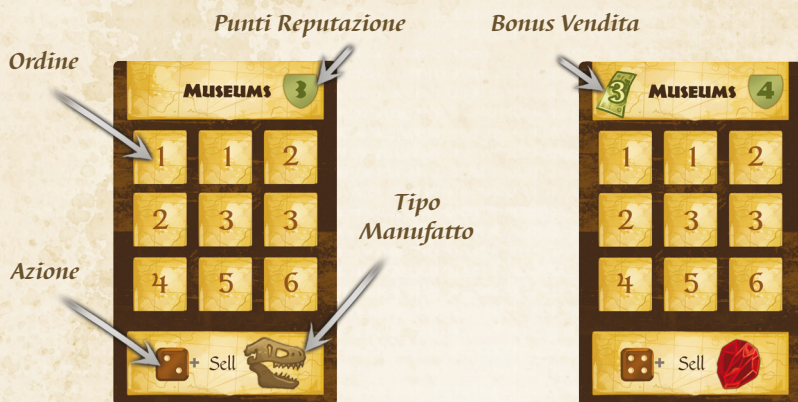 Punti Reputazione
Bonus Vendita
Ordine
MUSEUMS 3
3 MUSEUMS 4
1 1 2
2 3 3
4 5 6
1 1 2
2 3 3
4 5 6
Tipo
Manufatto
Azione
+ Sell
+ Sell